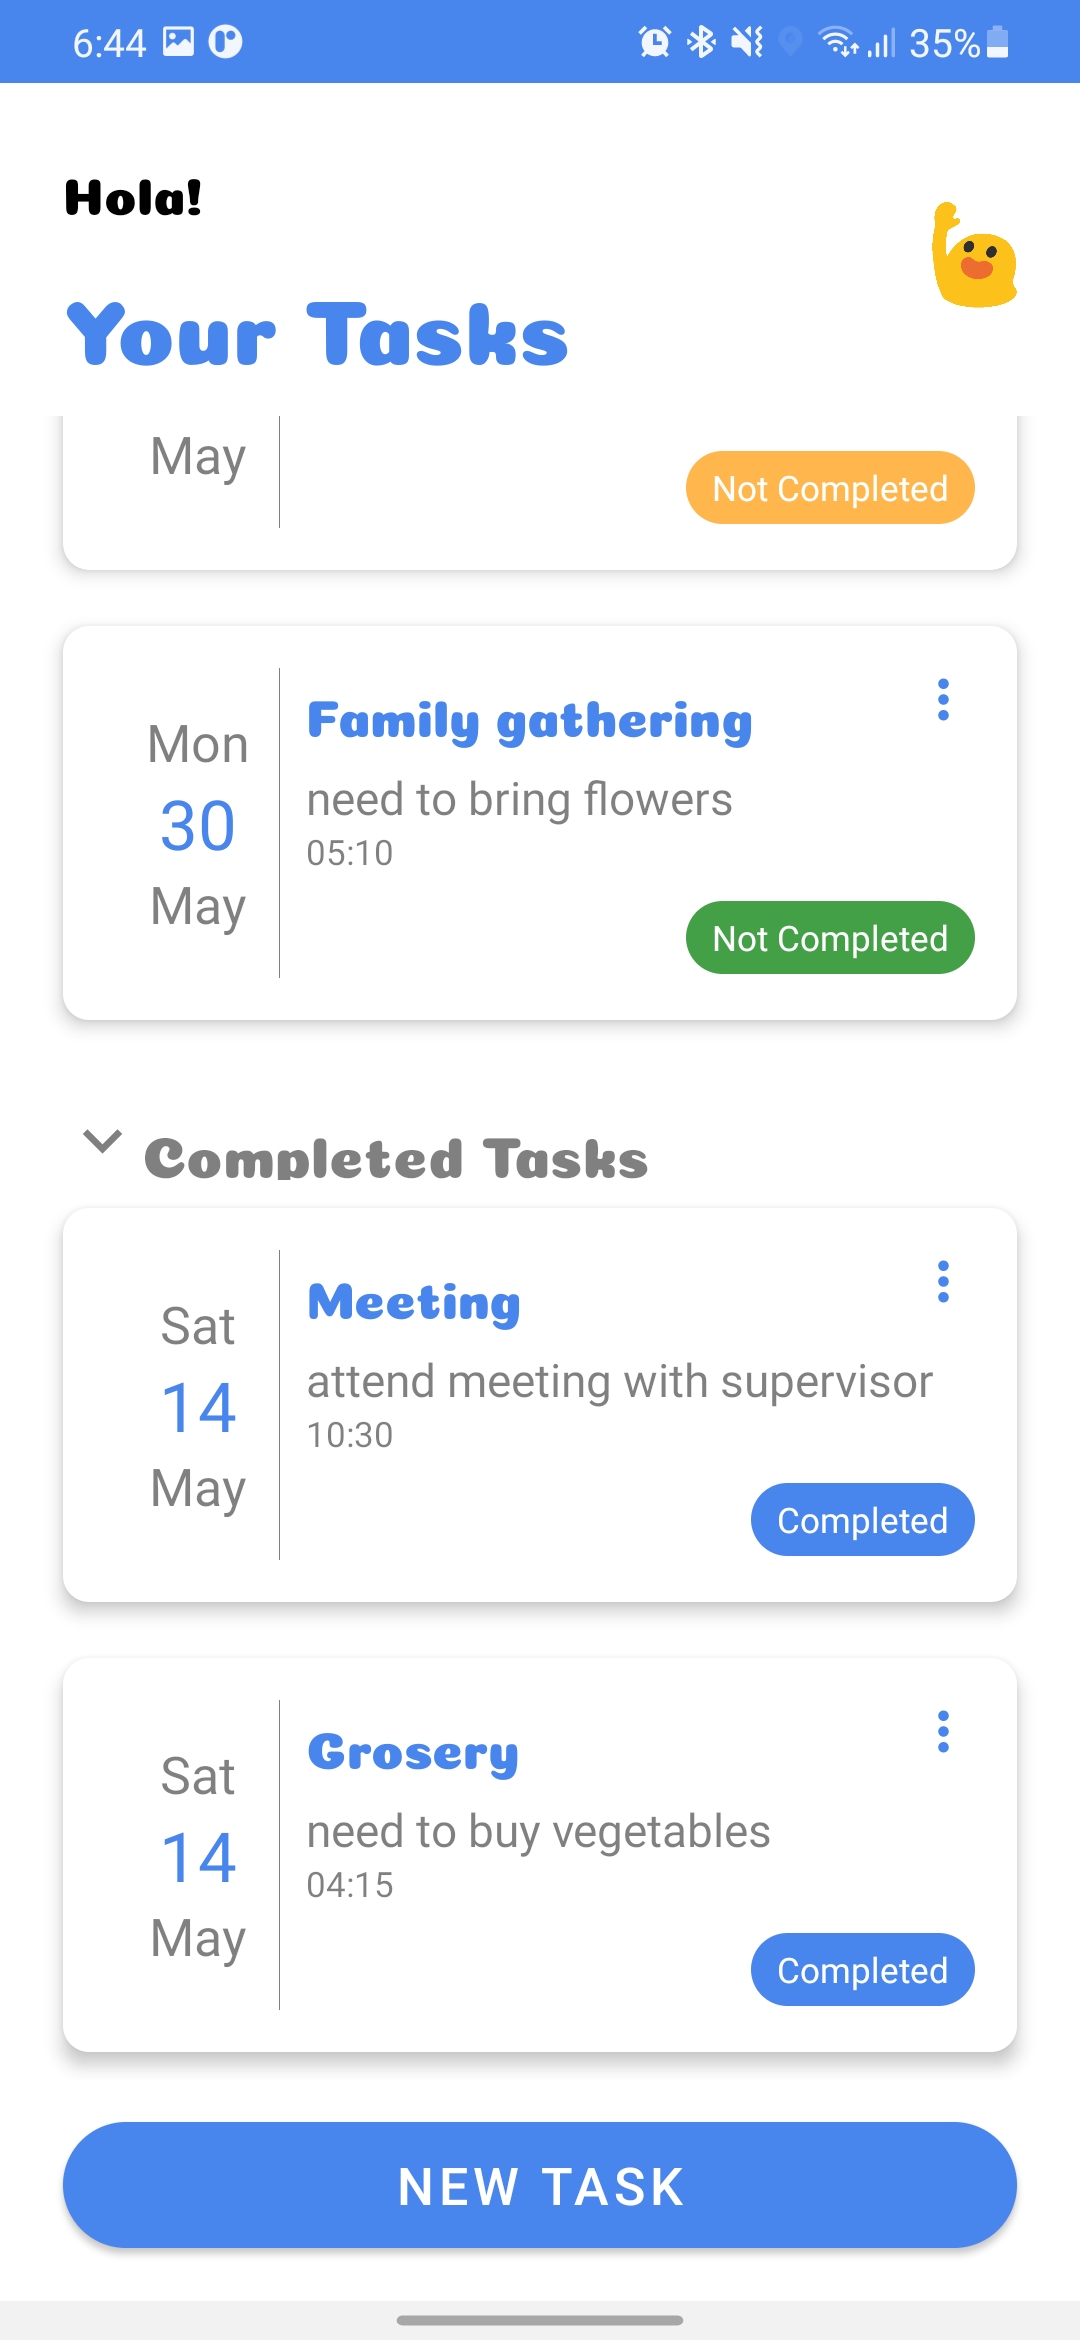 6:44
35%
Hola!
Your Tasks
May
Not Completed
Mon
30
May
Family gathering
need to bring flowers
05:10
Not Completed
Completed Tasks
Sat
14
May
Meeting
attend meeting with supervisor
10:30
Completed
Sat
14
May
Grosery
need to buy vegetables
04:15
Completed
NEW TASK